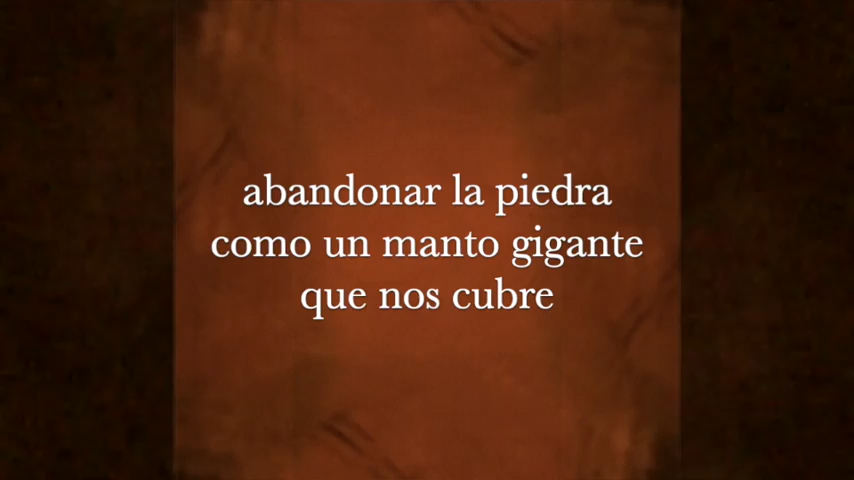 abandonar la piedra
como un manto gigante
que nos cubre